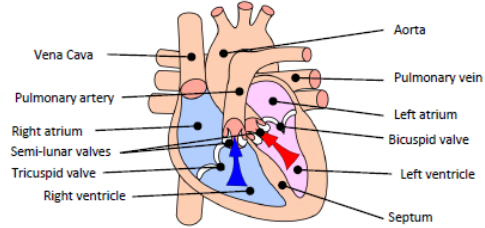 Aorta
Vena Cava
Pulmonary vein
Pulmonary artery
Left atrium
Right atrium
Bicuspid valve
Semi-lunar valves
Tricuspid valve
Left ventricle
Right ventricle
Septum